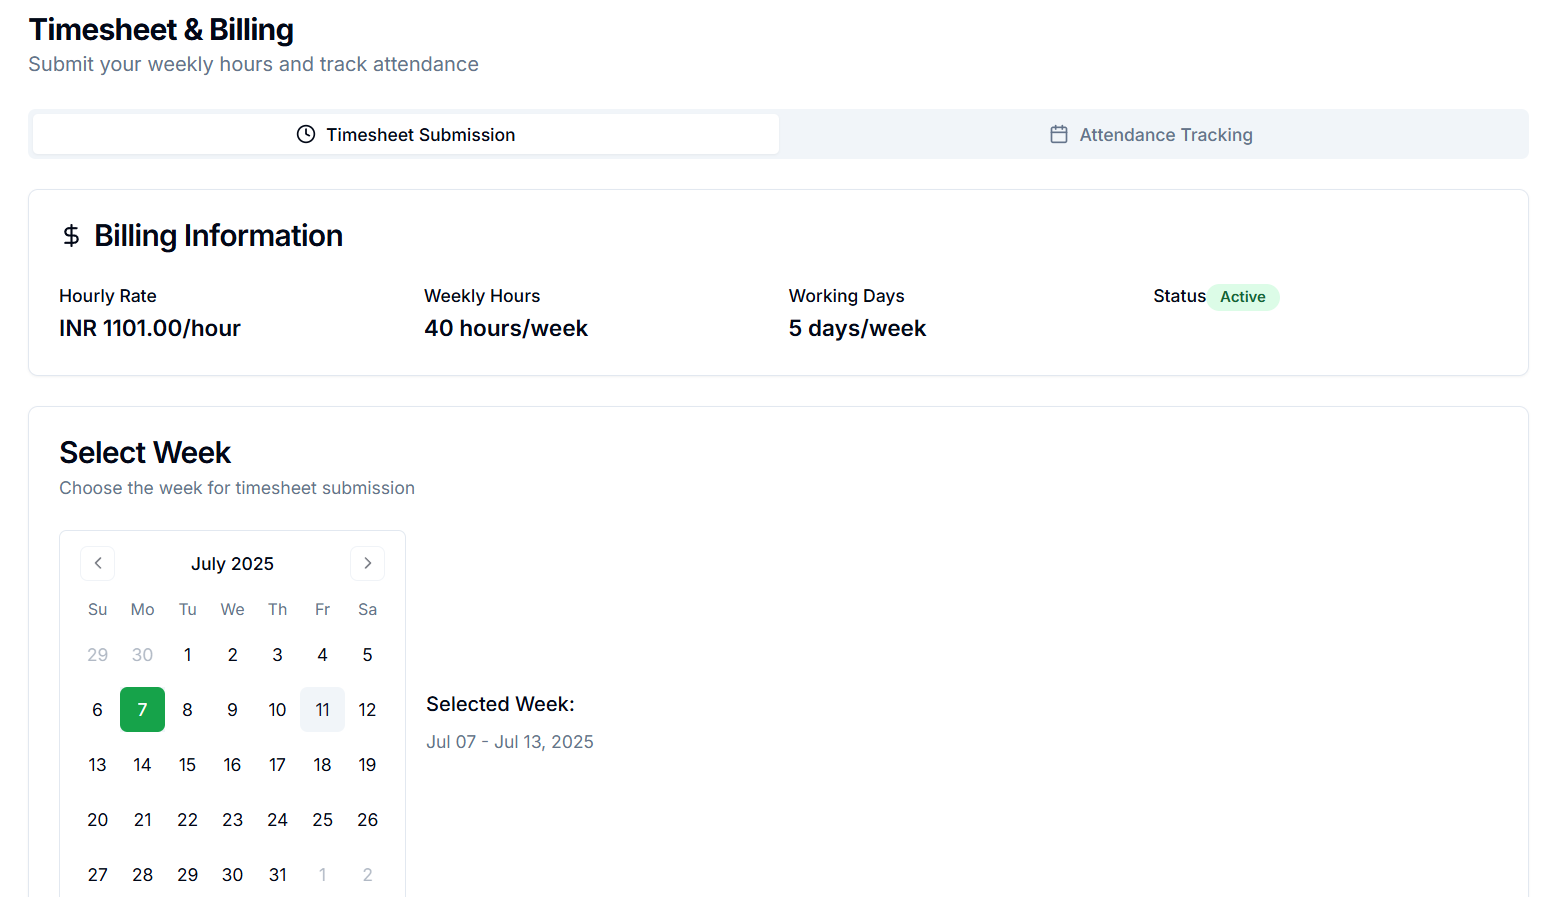 Timesheet & Billing
Submit your weekly hours and track attendance
Timesheet Submission
Attendance Tracking
$ Billing Information
Hourly Rate
INR 1101.00/hour
Weekly Hours
40 hours/week
Working Days
5 days/week
Status Active
Select Week
Choose the week for timesheet submission
July 2025
Su Mo Tu We Th Fr Sa
29 30 1 2 3 4 5
6 7 8 9 10 11 12
13 14 15 16 17 18 19
20 21 22 23 24 25 26
27 28 29 30 31 1 2
Selected Week:
Jul 07 - Jul 13, 2025